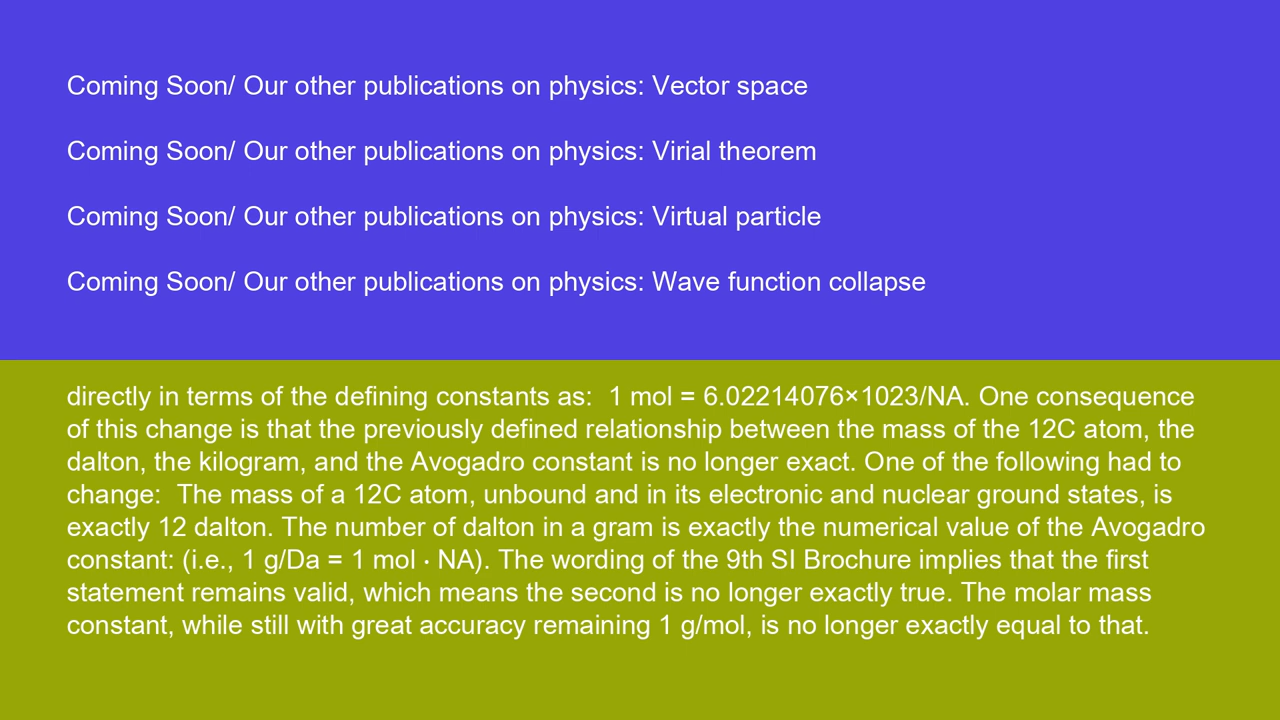 Coming Soon/ Our other publications on physics: Vector space
Coming Soon/ Our other publications on physics: Virial theorem
Coming Soon/ Our other publications on physics: Virtual particle
Coming Soon/ Our other publications on physics: Wave function collapse
directly in terms of the defining constants as:  1 mol = 6.02214076×1023/NA. One consequence
of this change is that the previously defined relationship between the mass of the 12C atom, the
dalton, the kilogram, and the Avogadro constant is no longer exact. One of the following had to
change:  The mass of a 12C atom, unbound and in its electronic and nuclear ground states, is
exactly 12 dalton. The number of dalton in a gram is exactly the numerical value of the Avogadro
constant: (i.e., 1 g/Da = 1 mol ⋅ NA). The wording of the 9th SI Brochure implies that the first
statement remains valid, which means the second is no longer exactly true. The molar mass
constant, while still with great accuracy remaining 1 g/mol, is no longer exactly equal to that.